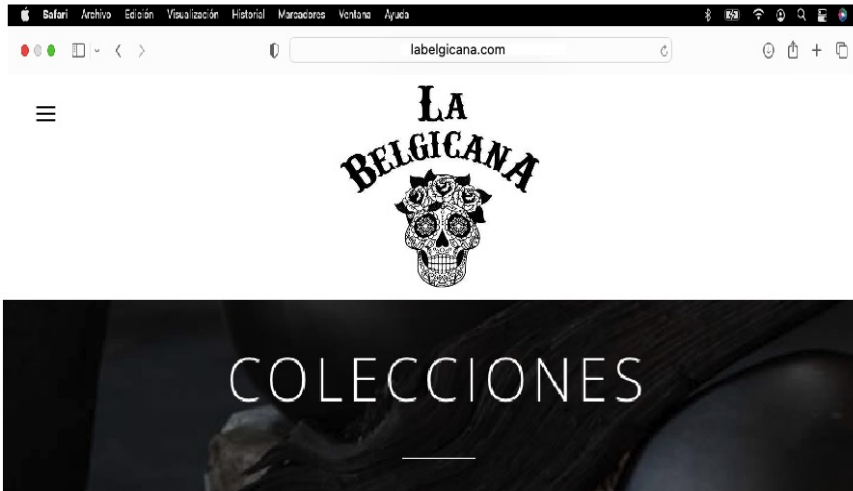 Safari Archivo Edición Visualización Historial Marcadores Ventana Ayuda
labelgicana.com
LA
BELGICANA
COLECCIONES